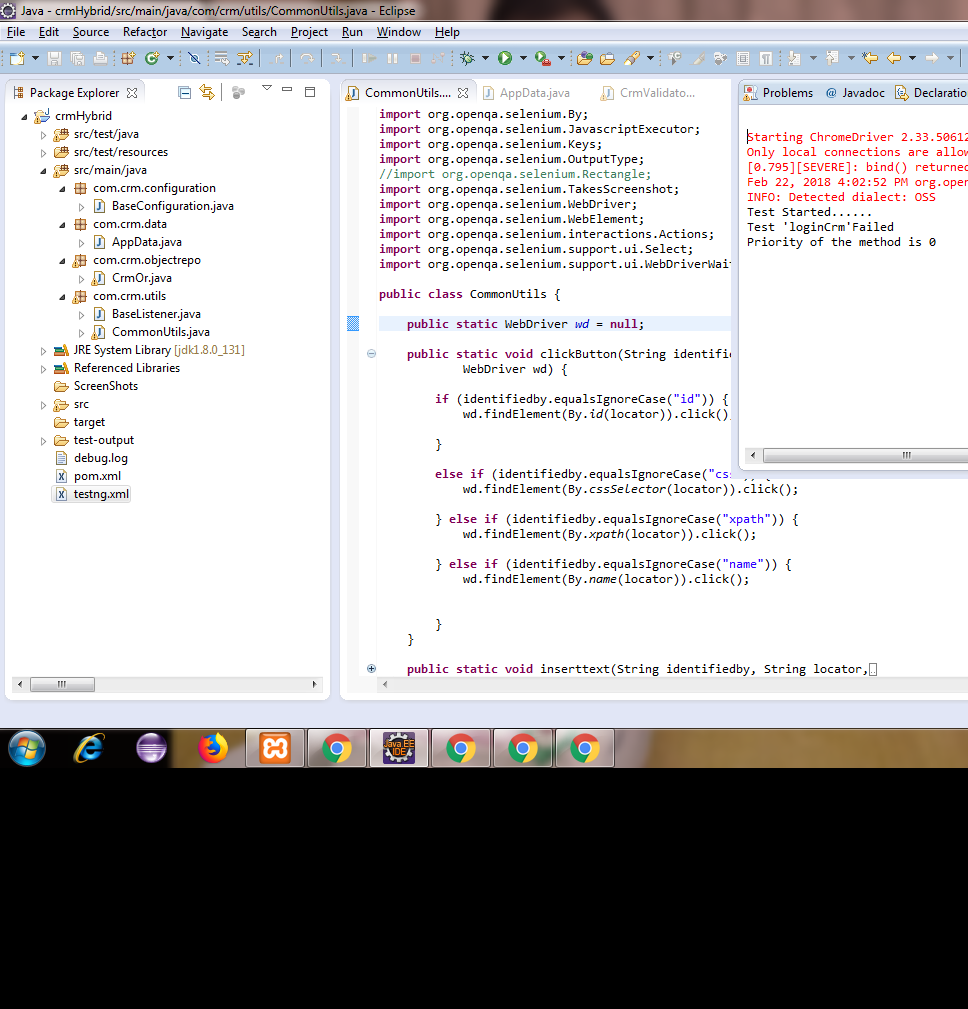 Java - crmHybrid/src/main/java/com/crm/utils/CommonUtils.java - Eclipse
File Edit Source Refactor Navigate Search Project Run Window Help
Package Explorer
crmHybrid
src/test/java
src/test/resources
src/main/java
com.crm.configuration
BaseConfiguration.java
com.crm.data
AppData.java
com.crm.objectrepo
CrmOr.java
com.crm.utils
BaseListener.java
CommonUtils.java
JRE System Library [jdk1.8.0_131]
Referenced Libraries
ScreenShots
src
target
test-output
debug.log
pom.xml
testng.xml
CommonUtils.... AppData.java CrmValidato...
import org.openqa.selenium.By;
import org.openqa.selenium.JavascriptExecutor;
import org.openqa.selenium.Keys;
import org.openqa.selenium.OutputType;
//import org.openqa.selenium.Rectangle;
import org.openqa.selenium.TakesScreenshot;
import org.openqa.selenium.WebDriver;
import org.openqa.selenium.WebElement;
import org.openqa.selenium.interactions.Actions;
import org.openqa.selenium.support.ui.Select;
import org.openqa.selenium.support.ui.WebDriverWai
public class CommonUtils {
public static WebDriver wd = null;
public static void clickButton(String identifie
WebDriver wd) {
if (identifiedby.equalsIgnoreCase("id")) {
wd.findElement(By.id(locator)).click()
}
else if (identifiedby.equalsIgnoreCase("cs
wd.findElement(By.cssSelector(locator)).click();
} else if (identifiedby.equalsIgnoreCase("xpath")) {
wd.findElement(By.xpath(locator)).click();
} else if (identifiedby.equalsIgnoreCase("name")) {
wd.findElement(By.name(locator)).click();
}
}
public static void inserttext(String identifiedby, String locator,
Problems @ Javadoc Declaratio
Starting ChromeDriver 2.33.50612
Only local connections are allow
[0.795][SEVERE]: bind() returned
Feb 22, 2018 4:02:52 PM org.open
INFO: Detected dialect: OSS
Test Started......
Test 'loginCrm'Failed
Priority of the method is 0
Java EE
IDE